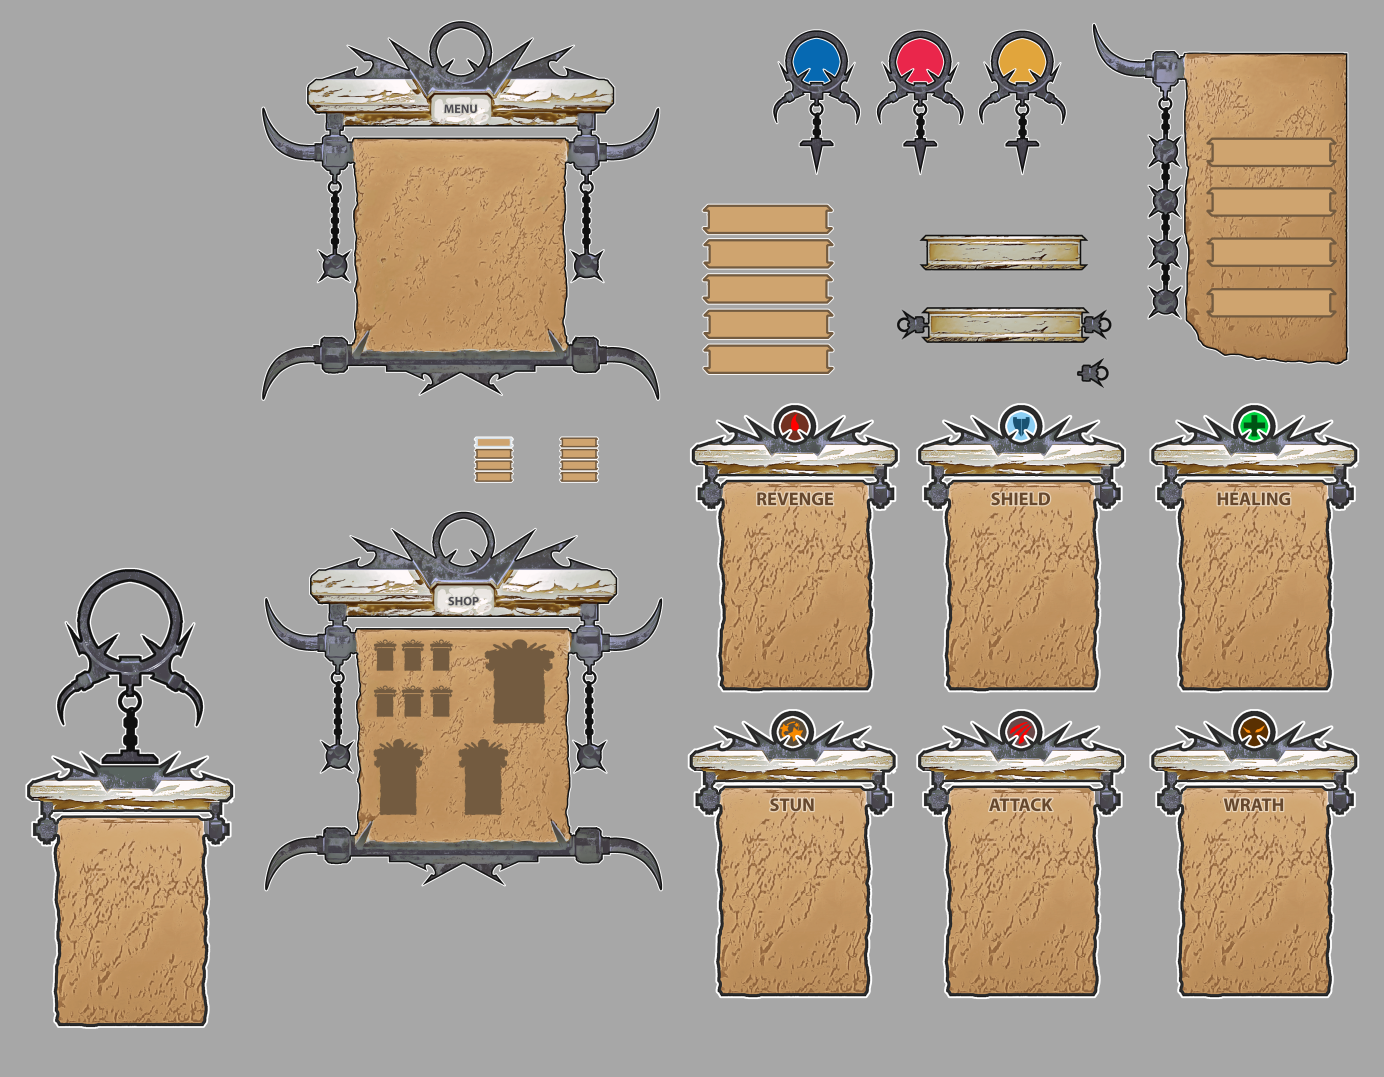 MENU
REVENGE
SHIELD
HEALING
SHOP
STUN
ATTACK
WRATH